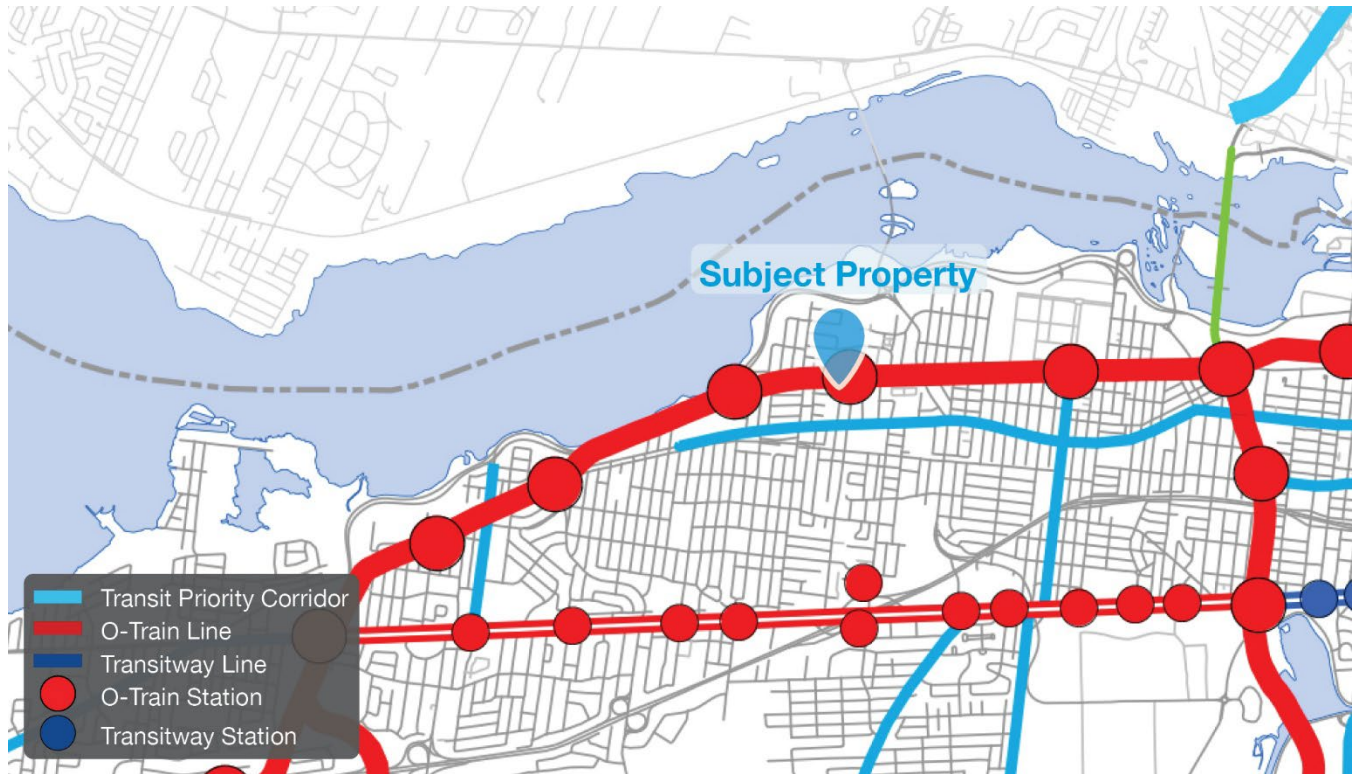 Subject Property
Transit Priority Corridor
O-Train Line
Transitway Line
O-Train Station
Transitway Station